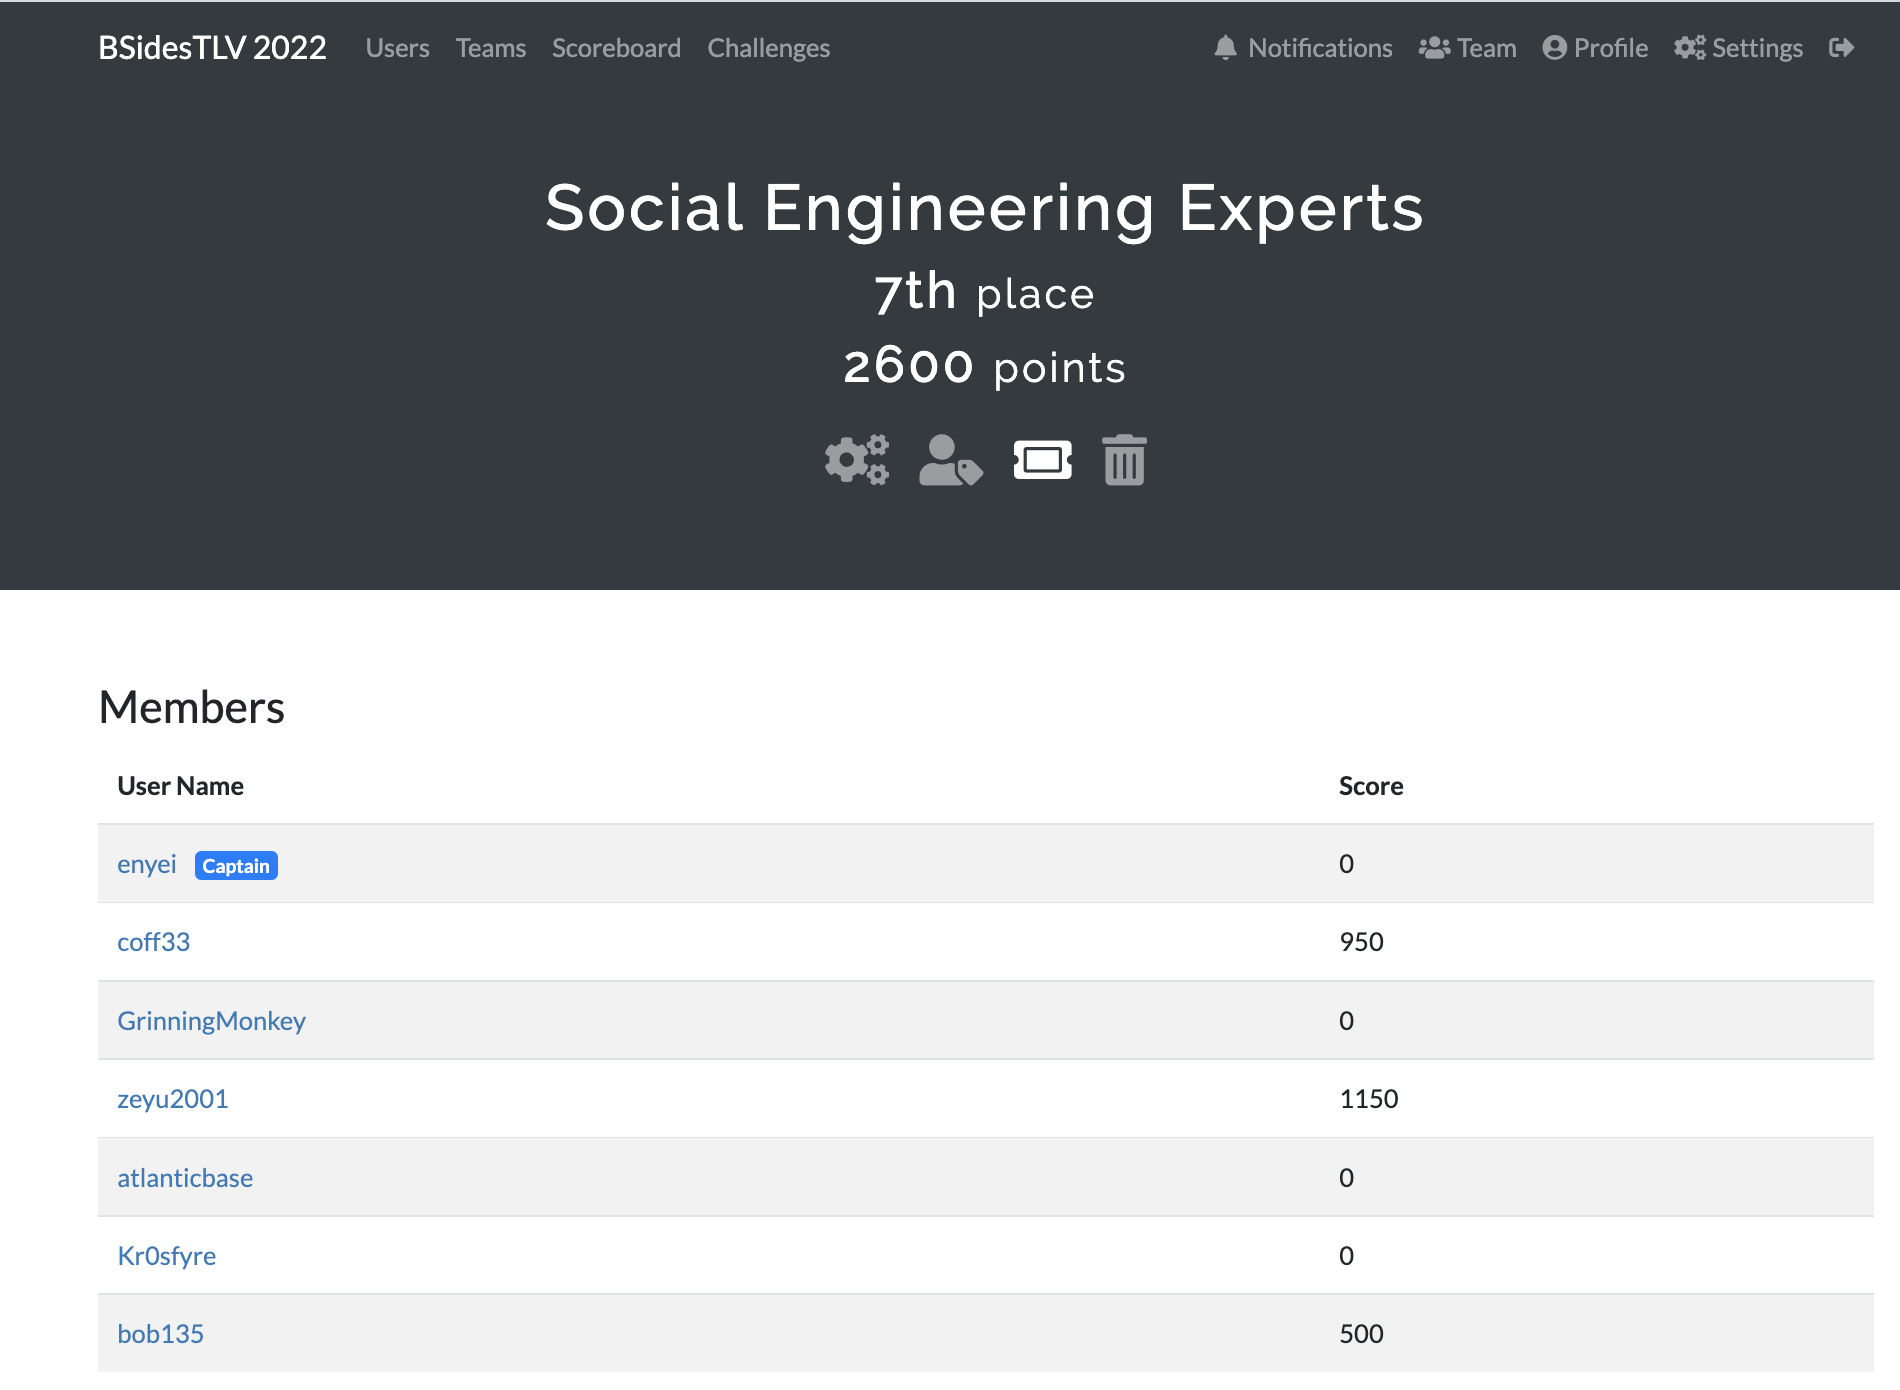 BSidesTLV 2022 Users Teams Scoreboard Challenges Notifications Team Profile Settings
Social Engineering Experts
7th place
2600 points
Members
User Name Score
enyei Captain 0
coff33 950
GrinningMonkey 0
zeyu2001 1150
atlanticbase 0
Kr0sfyre 0
bob135 500